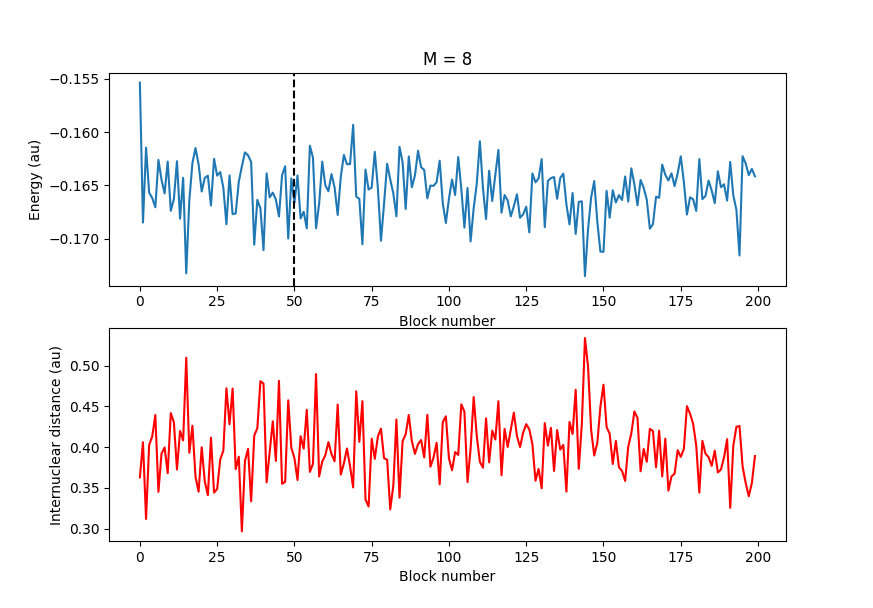 M = 8
Energy (au)
−0.155
−0.160
−0.165
−0.170
0 25 50 75 100 125 150 175 200
Block number
Internuclear distance (au)
0.50
0.45
0.40
0.35
0.30
0 25 50 75 100 125 150 175 200
Block number